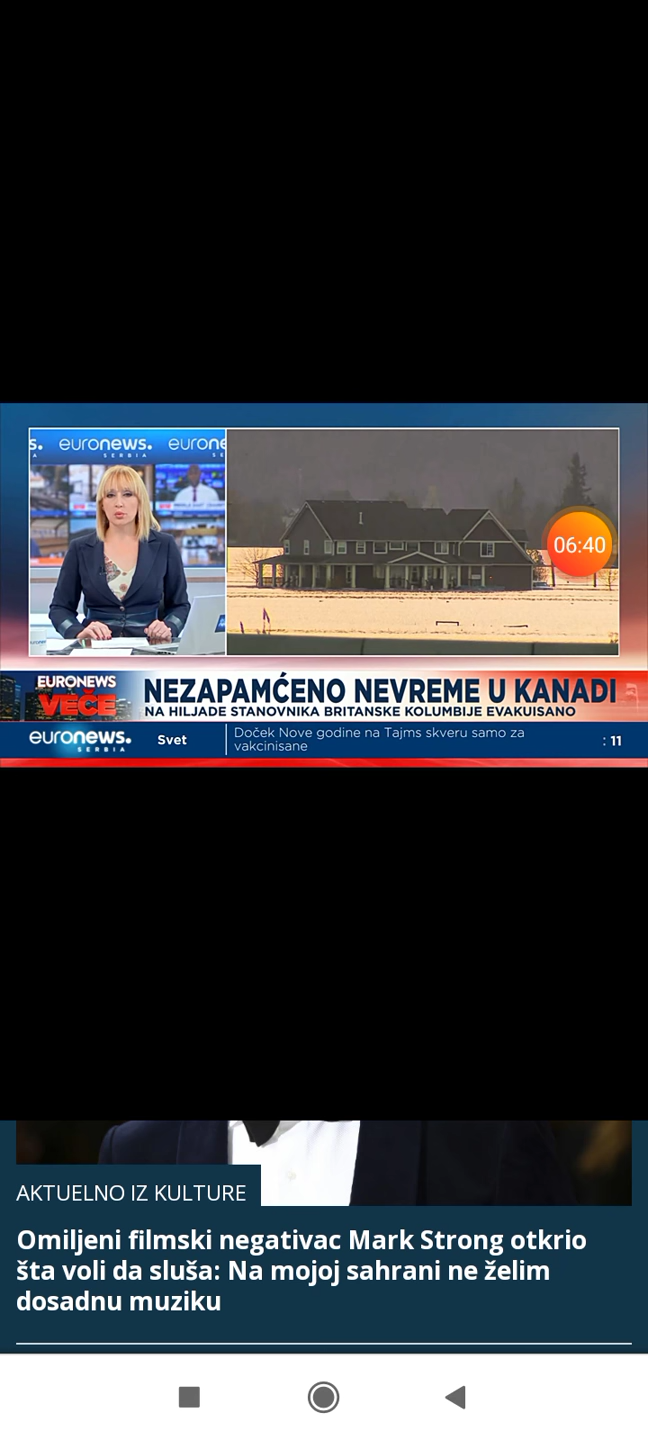 s. euronews. eurone
SERBIA
06:40
EURONEWS
VEČE
NEZAPAMĆENO NEVREME U KANADI
NA HILJADE STANOVNIKA BRITANSKE KOLUMBIJE EVAKUISANO
euronews.
SERBIA
Svet
Doček Nove godine na Tajms skveru samo za
vakcinisane
: 11
AKTUELNO IZ KULTURE
Omiljeni filmski negativac Mark Strong otkrio
šta voli da sluša: Na mojoj sahrani ne želim
dosadnu muziku